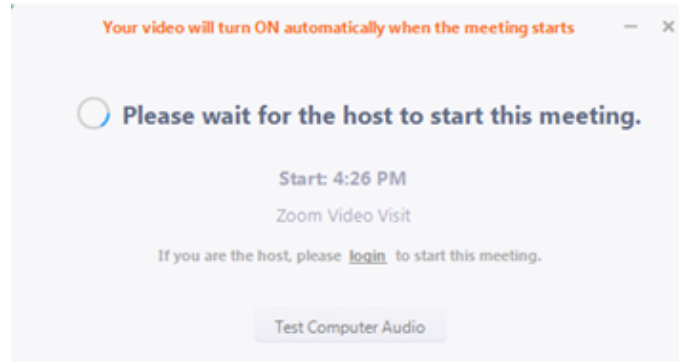 Your video will turn ON automatically when the meeting starts
Please wait for the host to start this meeting.
Start: 4:26 PM
Zoom Video Visit
If you are the host, please login to start this meeting.
Test Computer Audio